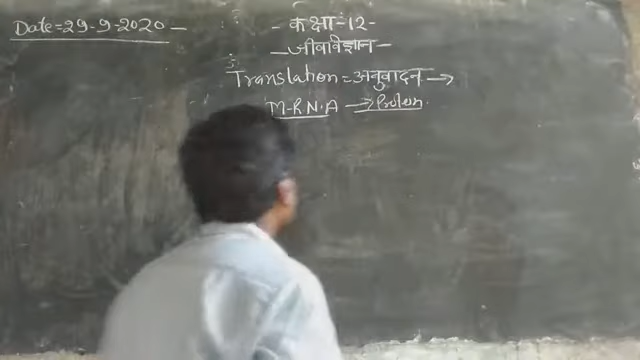 Date=29-9-2020 -
- कक्षा-12-
- जीवविज्ञान -
Translation = अनुवादन →
M-R.N.A → Protein